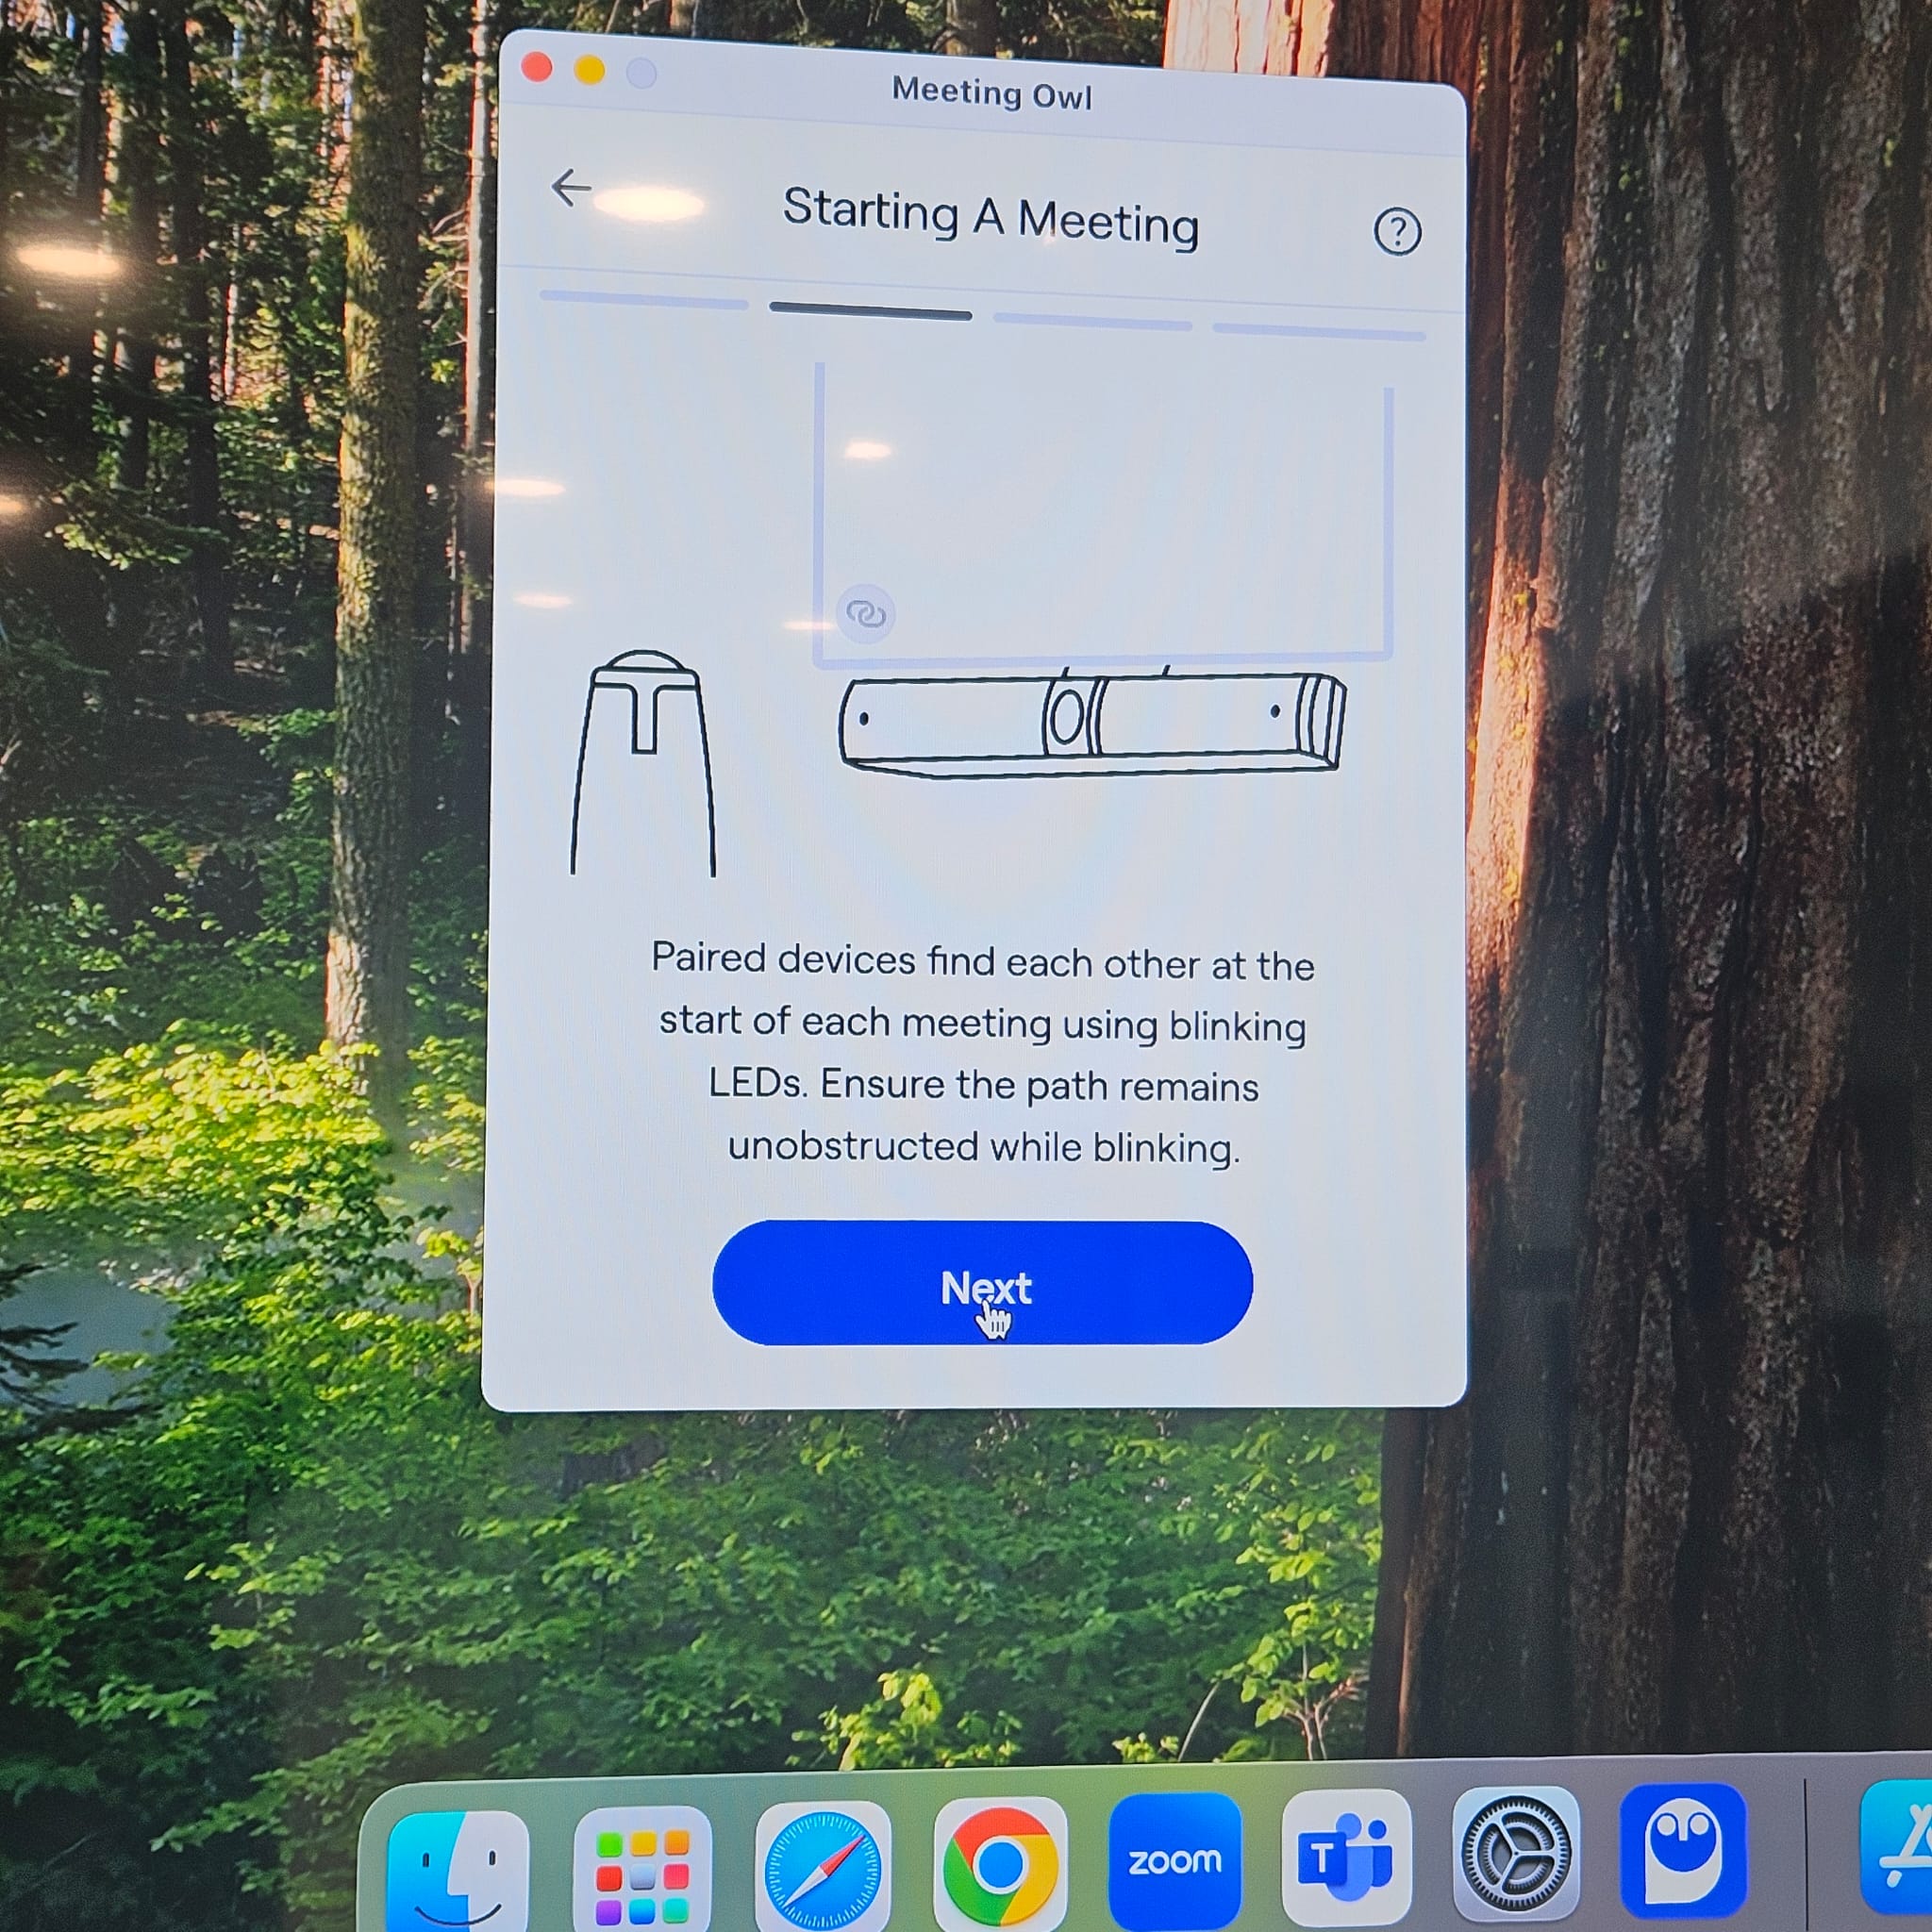 Meeting Owl
Starting A Meeting
?
Paired devices find each other at the
start of each meeting using blinking
LEDs. Ensure the path remains
unobstructed while blinking.
Next
zoom
T